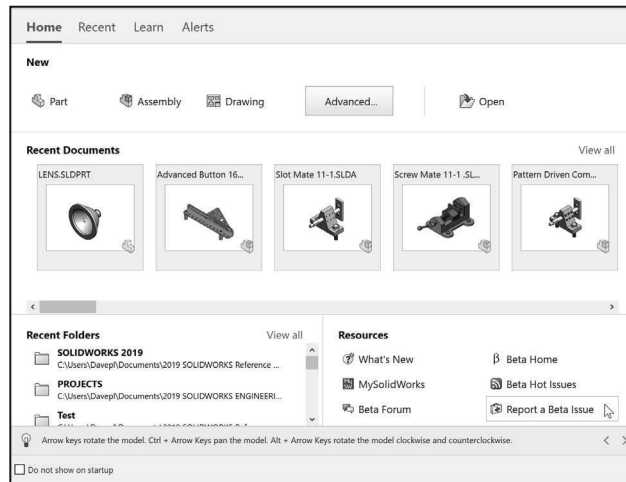 Home Recent Learn Alerts
New
Part Assembly Drawing Advanced... Open
Recent Documents View all
LENS.SLDPRT Advanced Button 16... Slot Mate 11-1.SLDA Screw Mate 11-1 .SL... Pattern Driven Com...
Recent Folders View all
SOLIDWORKS 2019
C:\Users\Davepl\Documents\2019 SOLIDWORKS Reference ...
PROJECTS
C:\Users\Davepl\Documents\2019 SOLIDWORKS ENGINEERI...
Test
Resources
What's New β Beta Home
MySolidWorks Beta Hot Issues
Beta Forum Report a Beta Issue
Arrow keys rotate the model. Ctrl + Arrow Keys pan the model. Alt + Arrow Keys rotate the model clockwise and counterclockwise.
Do not show on startup